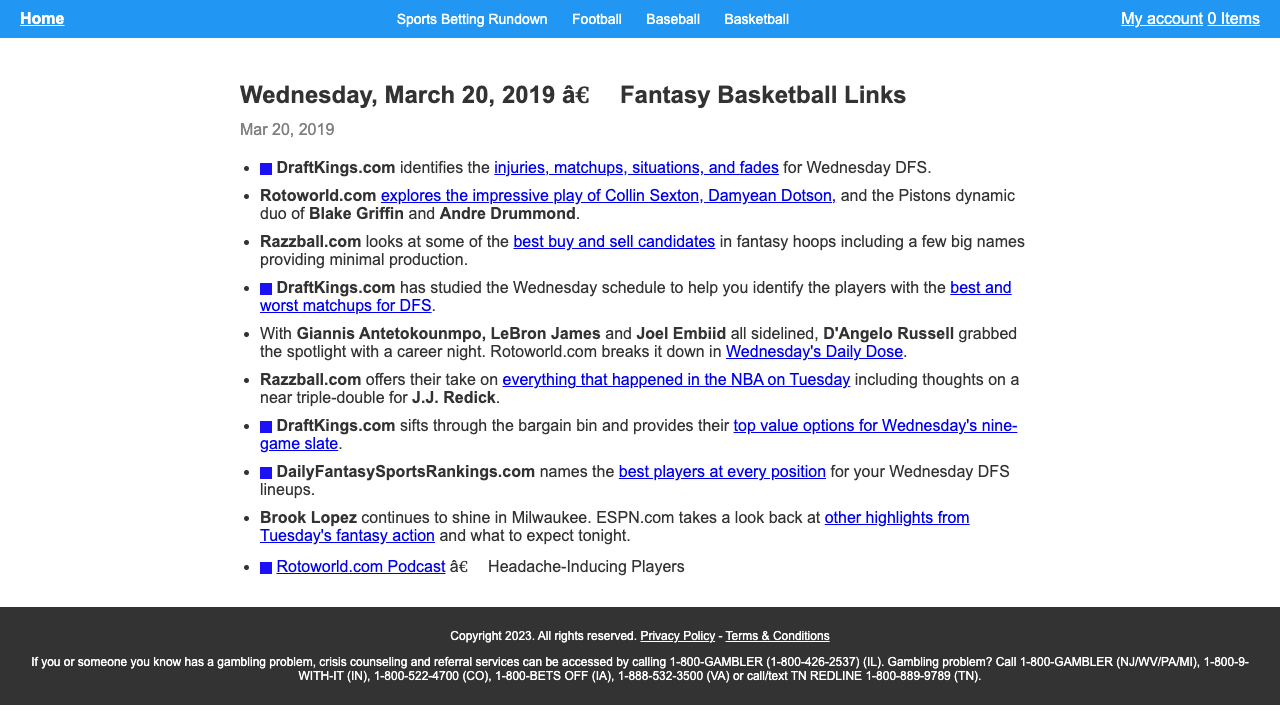 Home Sports Betting Rundown Football Baseball Basketball My account 0 Items
Wednesday, March 20, 2019 â€ Fantasy Basketball Links
Mar 20, 2019
DraftKings.com identifies the injuries, matchups, situations, and fades for Wednesday DFS.
Rotoworld.com explores the impressive play of Collin Sexton, Damyean Dotson, and the Pistons dynamic
duo of Blake Griffin and Andre Drummond.
Razzball.com looks at some of the best buy and sell candidates in fantasy hoops including a few big names
providing minimal production.
DraftKings.com has studied the Wednesday schedule to help you identify the players with the best and
worst matchups for DFS.
With Giannis Antetokounmpo, LeBron James and Joel Embiid all sidelined, D'Angelo Russell grabbed
the spotlight with a career night. Rotoworld.com breaks it down in Wednesday's Daily Dose.
Razzball.com offers their take on everything that happened in the NBA on Tuesday including thoughts on a
near triple-double for J.J. Redick.
DraftKings.com sifts through the bargain bin and provides their top value options for Wednesday's nine-
game slate.
DailyFantasySportsRankings.com names the best players at every position for your Wednesday DFS
lineups.
Brook Lopez continues to shine in Milwaukee. ESPN.com takes a look back at other highlights from
Tuesday's fantasy action and what to expect tonight.
Rotoworld.com Podcast â€ Headache-Inducing Players
Copyright 2023. All rights reserved. Privacy Policy - Terms & Conditions
If you or someone you know has a gambling problem, crisis counseling and referral services can be accessed by calling 1-800-GAMBLER (1-800-426-2537) (IL). Gambling problem? Call 1-800-GAMBLER (NJ/WV/PA/MI), 1-800-9-
WITH-IT (IN), 1-800-522-4700 (CO), 1-800-BETS OFF (IA), 1-888-532-3500 (VA) or call/text TN REDLINE 1-800-889-9789 (TN).